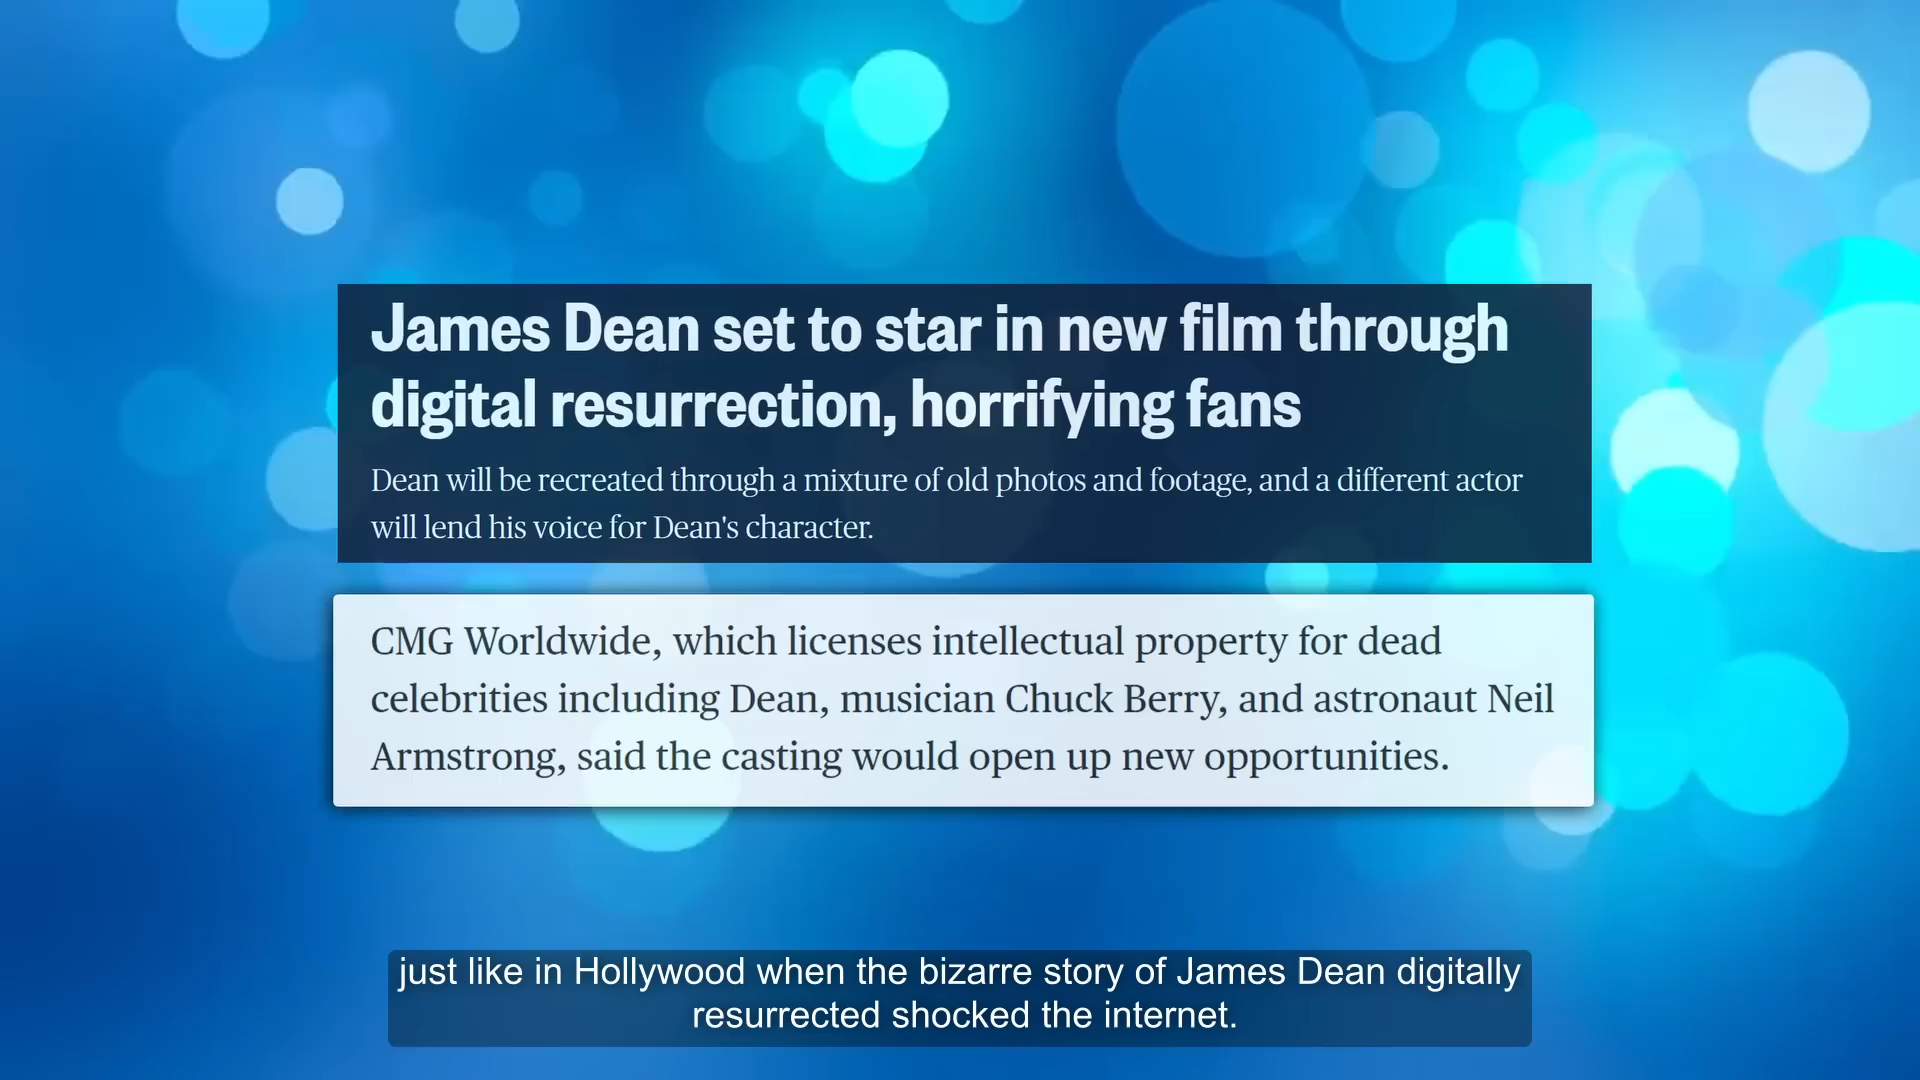 James Dean set to star in new film through
digital resurrection, horrifying fans
Dean will be recreated through a mixture of old photos and footage, and a different actor
will lend his voice for Dean's character.
CMG Worldwide, which licenses intellectual property for dead
celebrities including Dean, musician Chuck Berry, and astronaut Neil
Armstrong, said the casting would open up new opportunities.
just like in Hollywood when the bizarre story of James Dean digitally
resurrected shocked the internet.